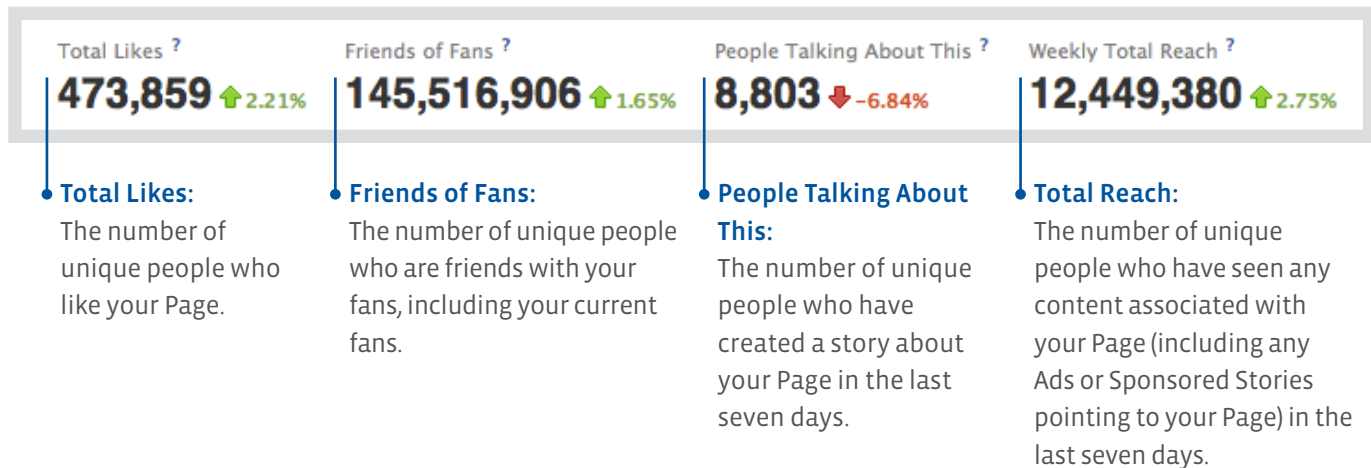 Total Likes ?
473,859 2.21%
Friends of Fans ?
145,516,906 1.65%
People Talking About This ?
8,803 -6.84%
Weekly Total Reach ?
12,449,380 2.75%
Total Likes:
The number of
unique people who
like your Page.
Friends of Fans:
The number of unique people
who are friends with your
fans, including your current
fans.
People Talking About
This:
The number of unique
people who have
created a story about
your Page in the last
seven days.
Total Reach:
The number of unique
people who have seen any
content associated with
your Page (including any
Ads or Sponsored Stories
pointing to your Page) in the
last seven days.